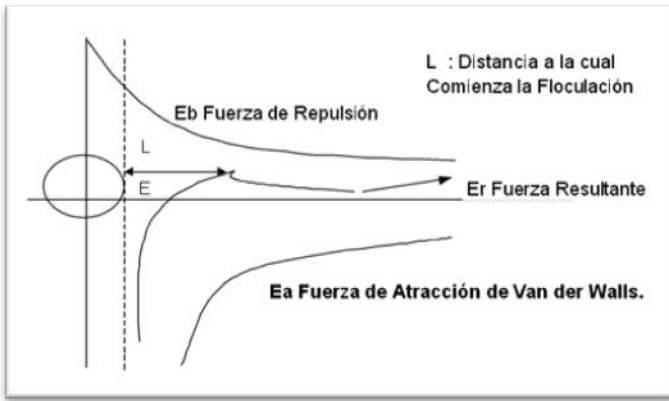 L : Distancia a la cual
Comienza la Floculación
Eb Fuerza de Repulsión
L
E
Er Fuerza Resultante
Ea Fuerza de Atracción de Van der Walls.